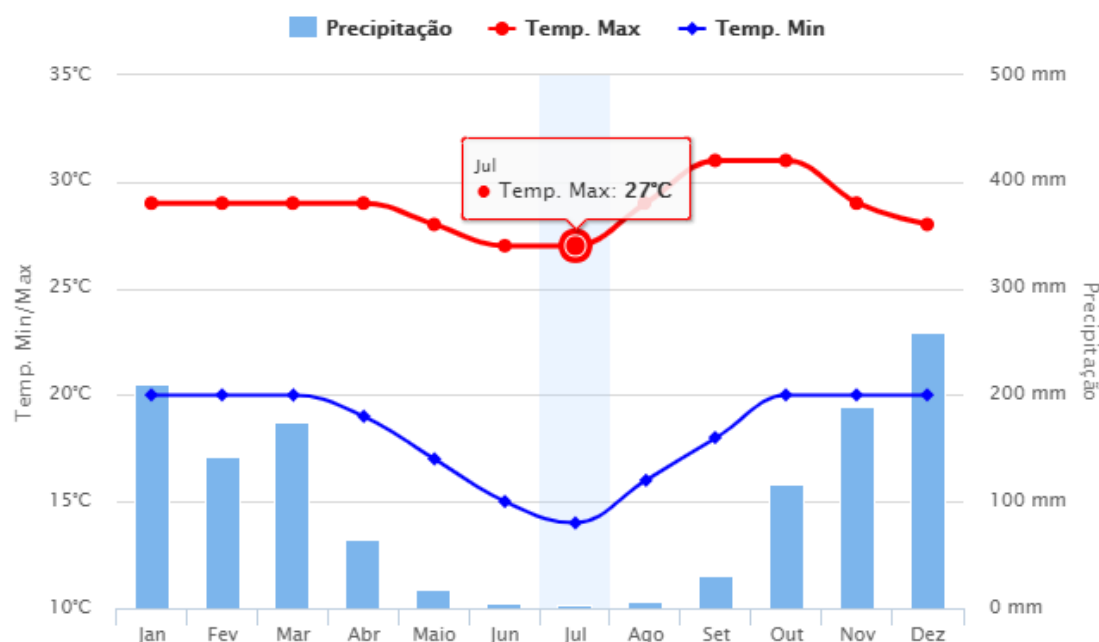 Precipitação Temp. Max Temp. Min
35°C
30°C
25°C
20°C
15°C
10°C
Temp. Min/Max
500 mm
400 mm
300 mm
200 mm
100 mm
0 mm
Precipitação
Jul
Temp. Max: 27°C
Jan Fev Mar Abr Maio Jun Jul Ago Set Out Nov Dez